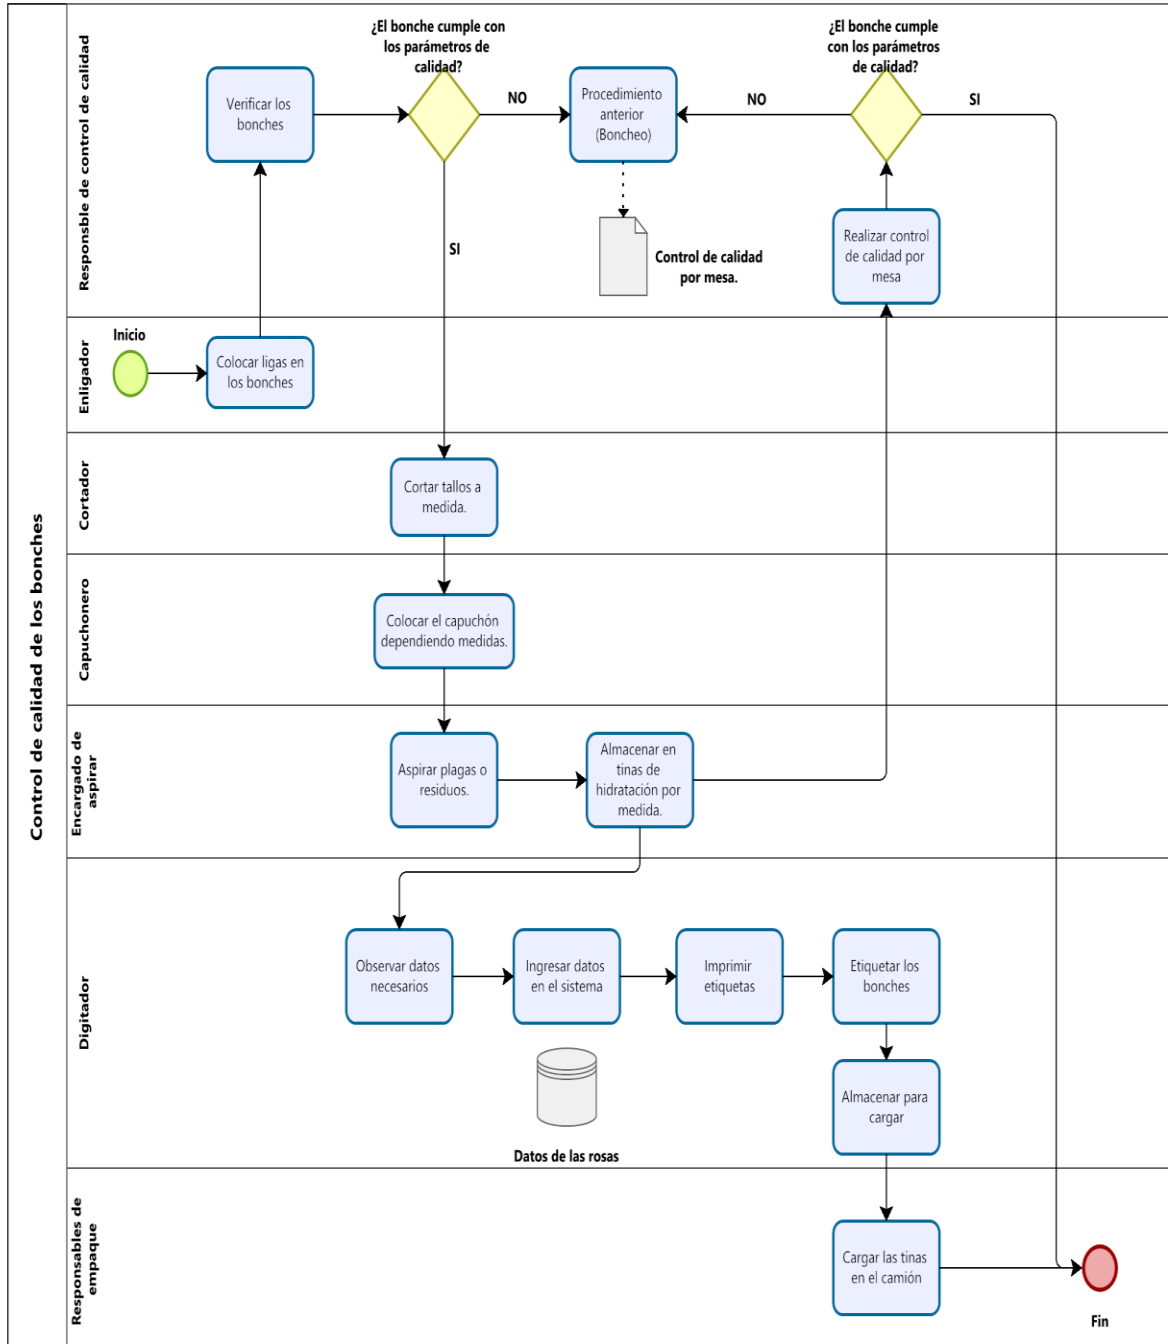 Control de calidad de los bonches
Responsble de control de calidad
¿El bonche cumple con
los parámetros de
calidad?
¿El bonche cumple
con los parámetros
de calidad?
Verificar los
bonches
NO
Procedimiento
anterior
(Boncheo)
NO
SI
SI
Control de calidad
por mesa.
Realizar control
de calidad por
mesa
Enligador
Inicio
Colocar ligas en
los bonches
Cortador
Cortar tallos a
medida.
Capuchonero
Colocar el capuchón
dependiendo medidas.
Encargado de
aspirar
Aspirar plagas o
residuos.
Almacenar en
tinas de
hidratación por
medida.
Digitador
Observar datos
necesarios
Ingresar datos
en el sistema
Imprimir
etiquetas
Etiquetar los
bonches
Almacenar para
cargar
Datos de las rosas
Responsables de
empaque
Cargar las tinas
en el camión
Fin